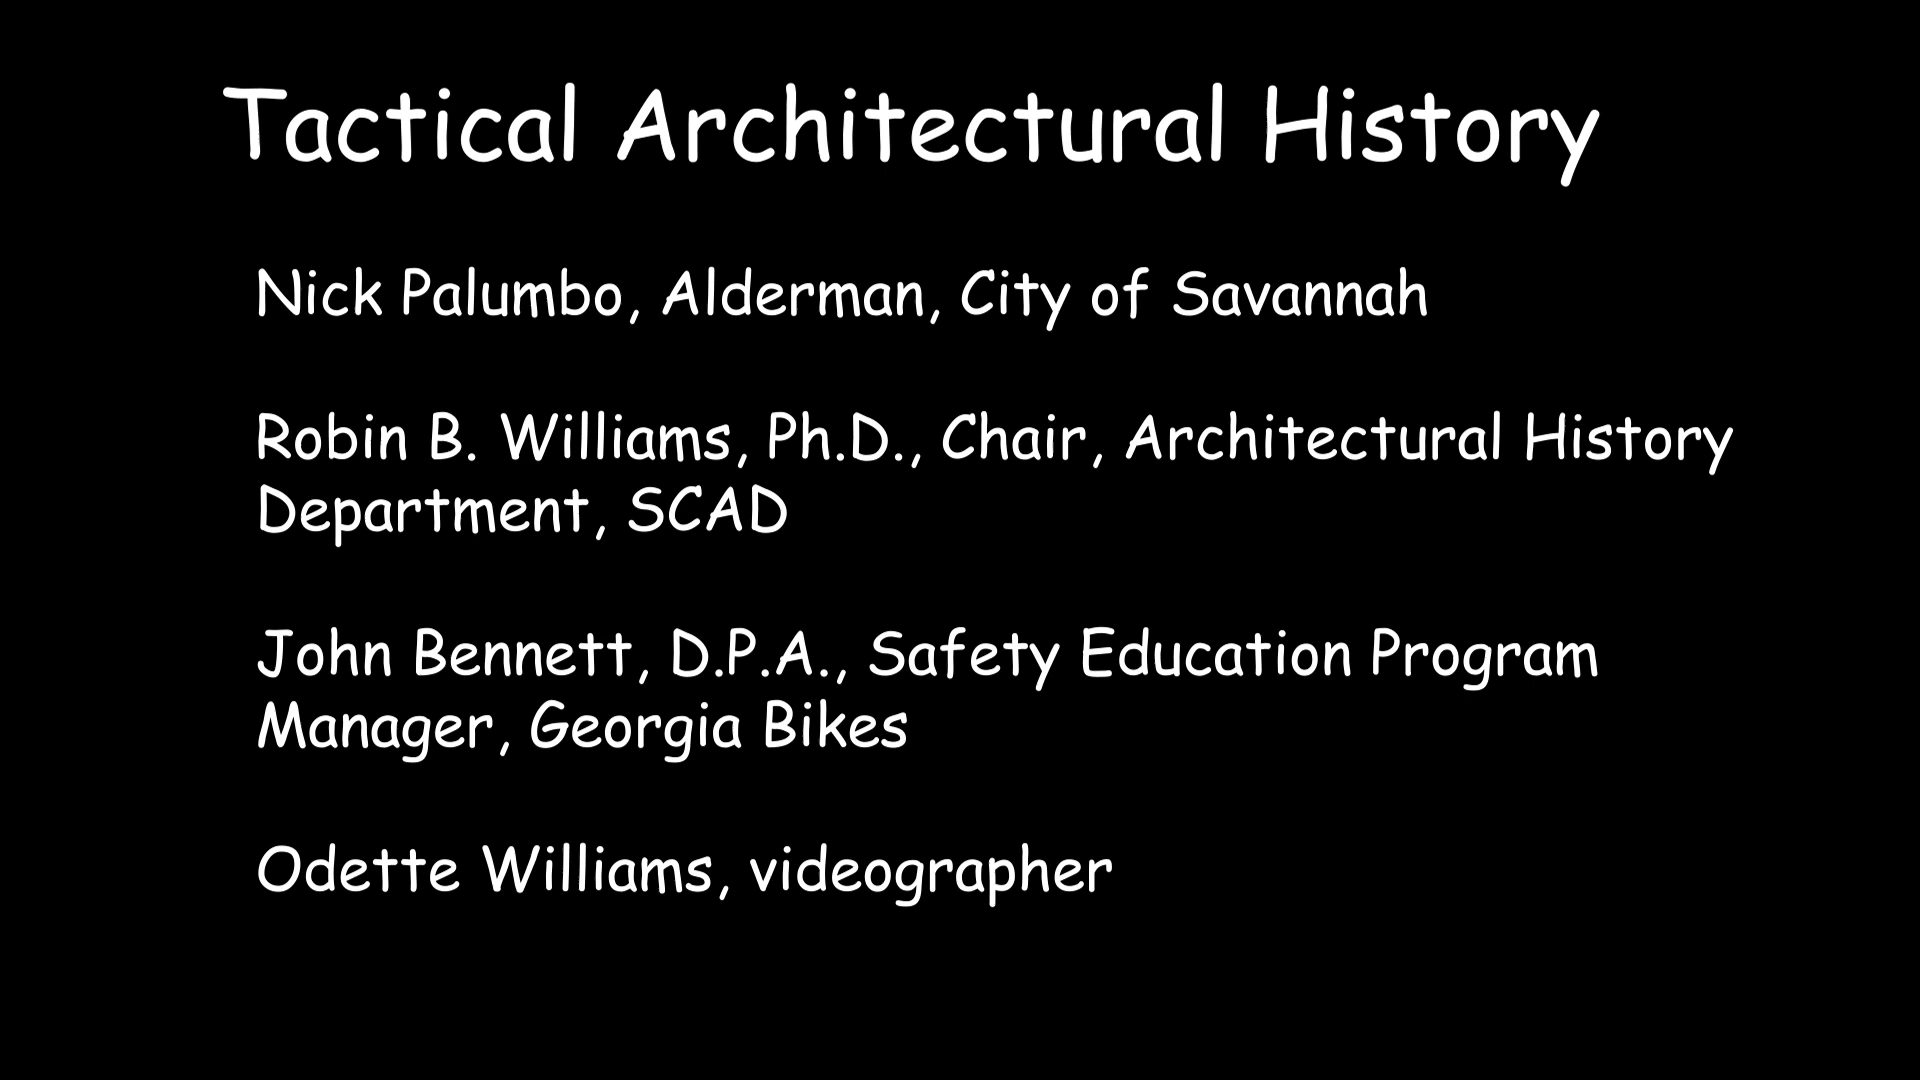 Tactical Architectural History
Nick Palumbo, Alderman, City of Savannah
Robin B. Williams, Ph.D., Chair, Architectural History
Department, SCAD
John Bennett, D.P.A., Safety Education Program
Manager, Georgia Bikes
Odette Williams, videographer